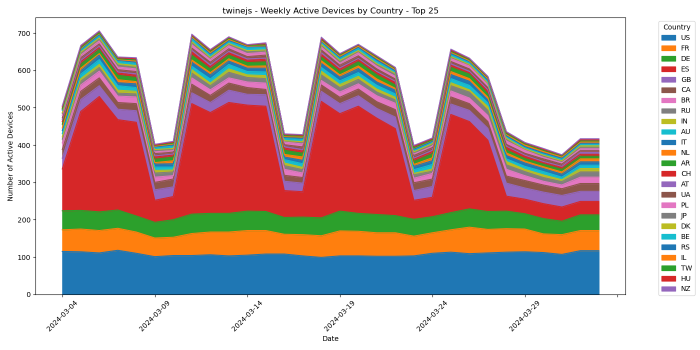 twinejs - Weekly Active Devices by Country - Top 25
Number of Active Devices
700
600
500
400
300
200
100
0
2024-03-04
2024-03-09
2024-03-14
2024-03-19
2024-03-24
2024-03-29
Date
Country
US
FR
DE
ES
GB
CA
BR
RU
IN
AU
IT
NL
AR
CH
AT
UA
PL
JP
DK
BE
RS
IL
TW
HU
NZ